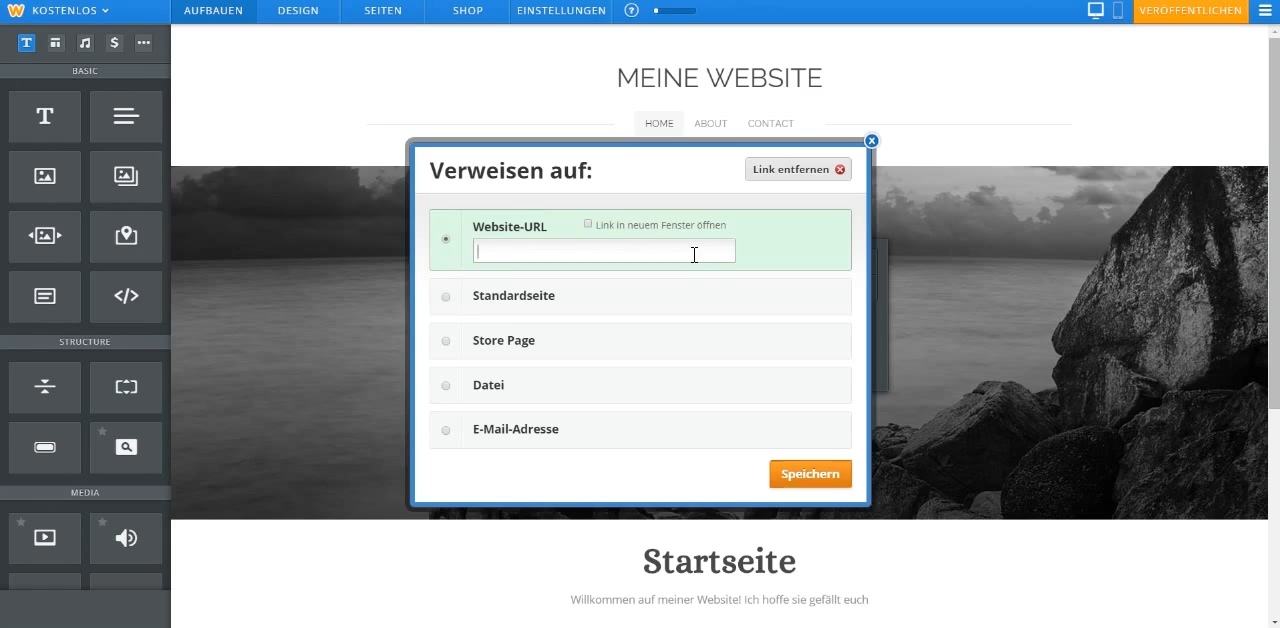 KOSTENLOS
AUFBAUEN
DESIGN
SEITEN
SHOP
EINSTELLUNGEN
?
VERÖFFENTLICHEN
T
$
BASIC
T
</>
STRUCTURE
MEDIA
MEINE WEBSITE
HOME
ABOUT
CONTACT
Verweisen auf:
Link entfernen
Website-URL
Link in neuem Fenster öffnen
Standardseite
Store Page
Datei
E-Mail-Adresse
Speichern
Startseite
Willkommen auf meiner Website! Ich hoffe sie gefällt euch